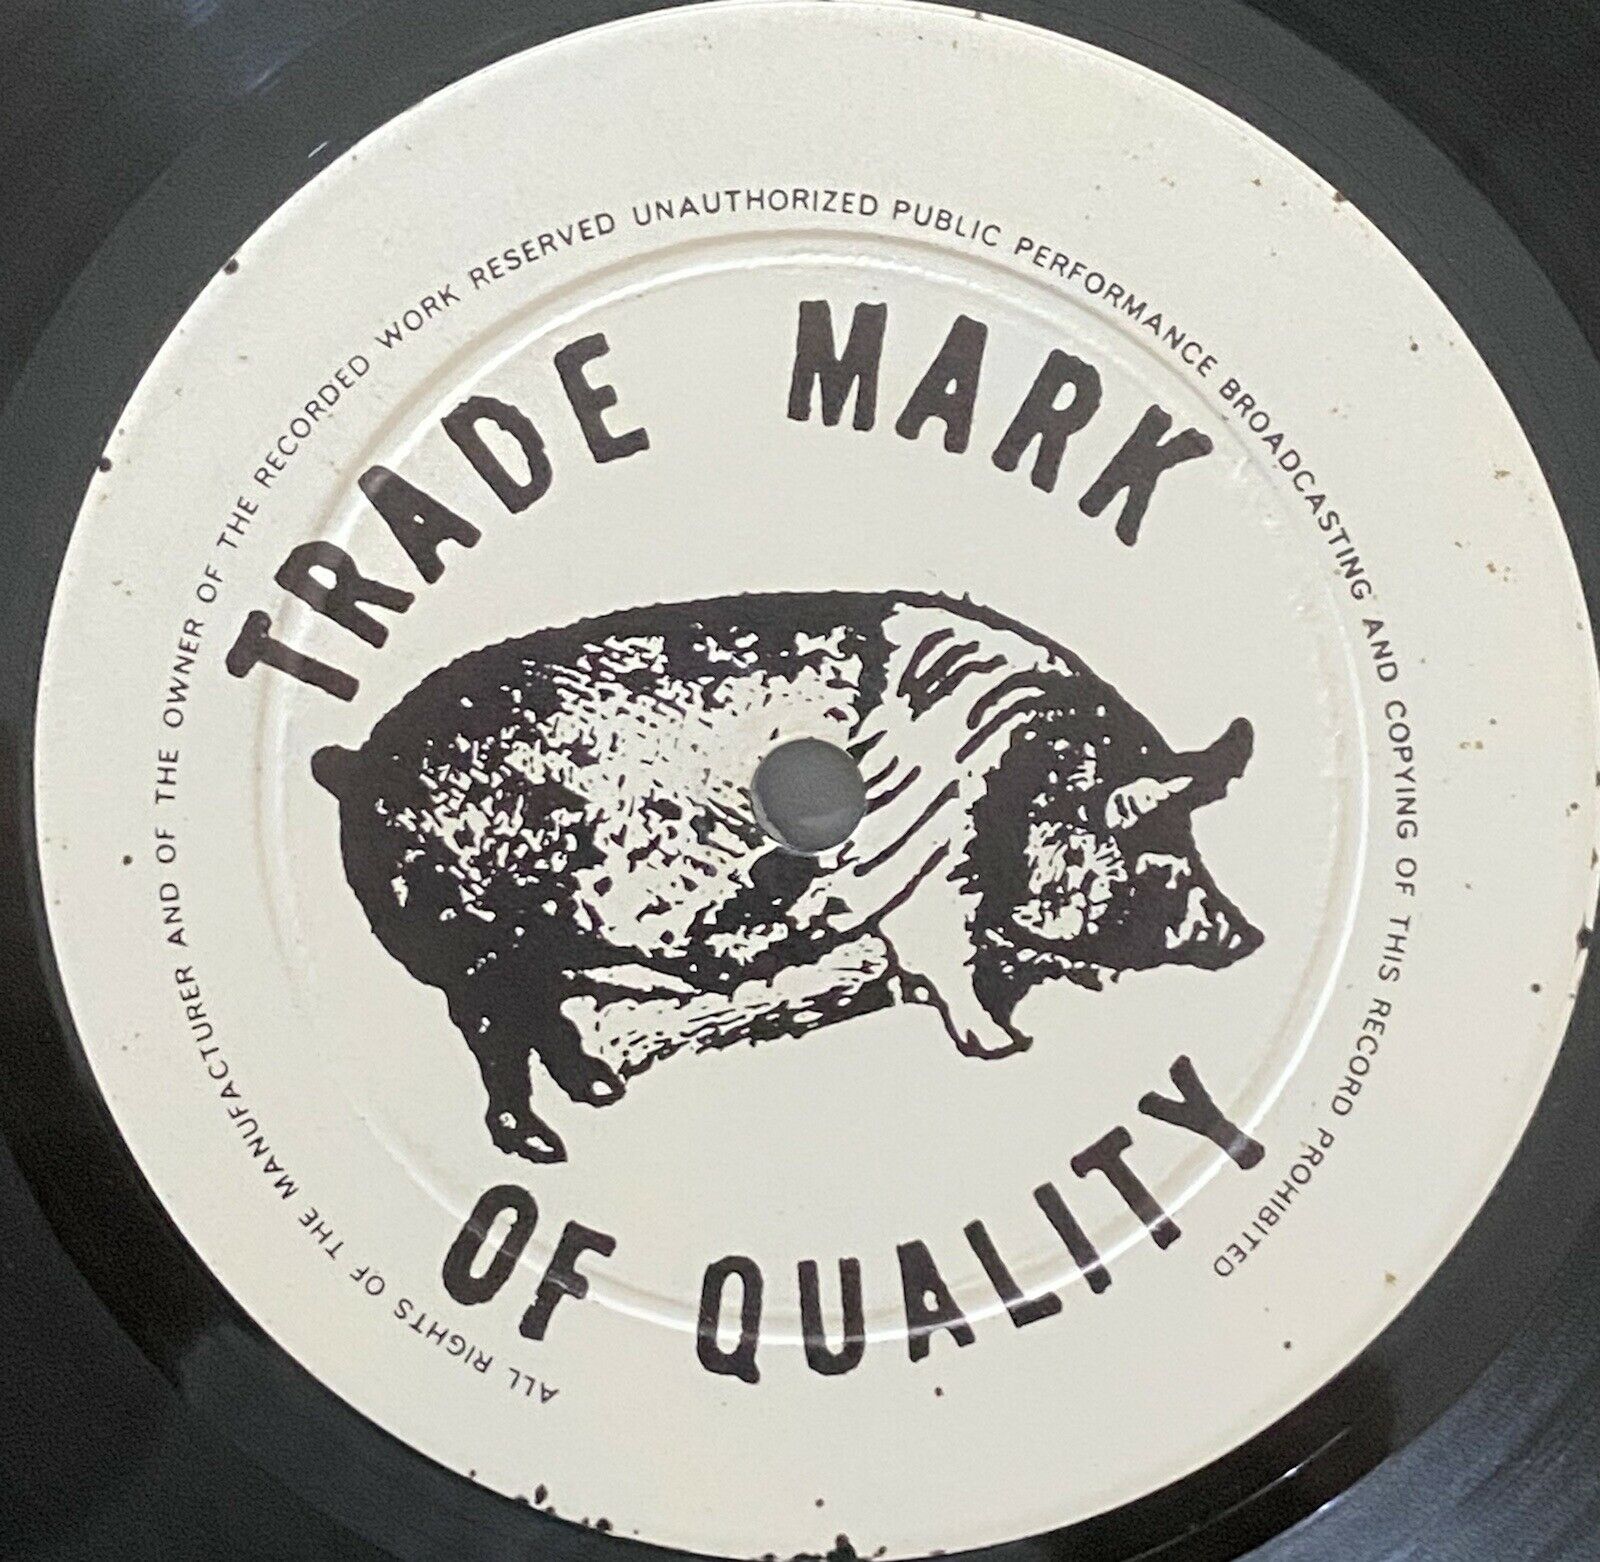 ALL RIGHTS OF THE MANUFACTURER AND OF THE OWNER OF THE RECORDED WORK RESERVED UNAUTHORIZED PUBLIC PERFORMANCE BROADCASTING AND COPYING OF THIS RECORD PROHIBITED
TRADE MARK
OF QUALITY